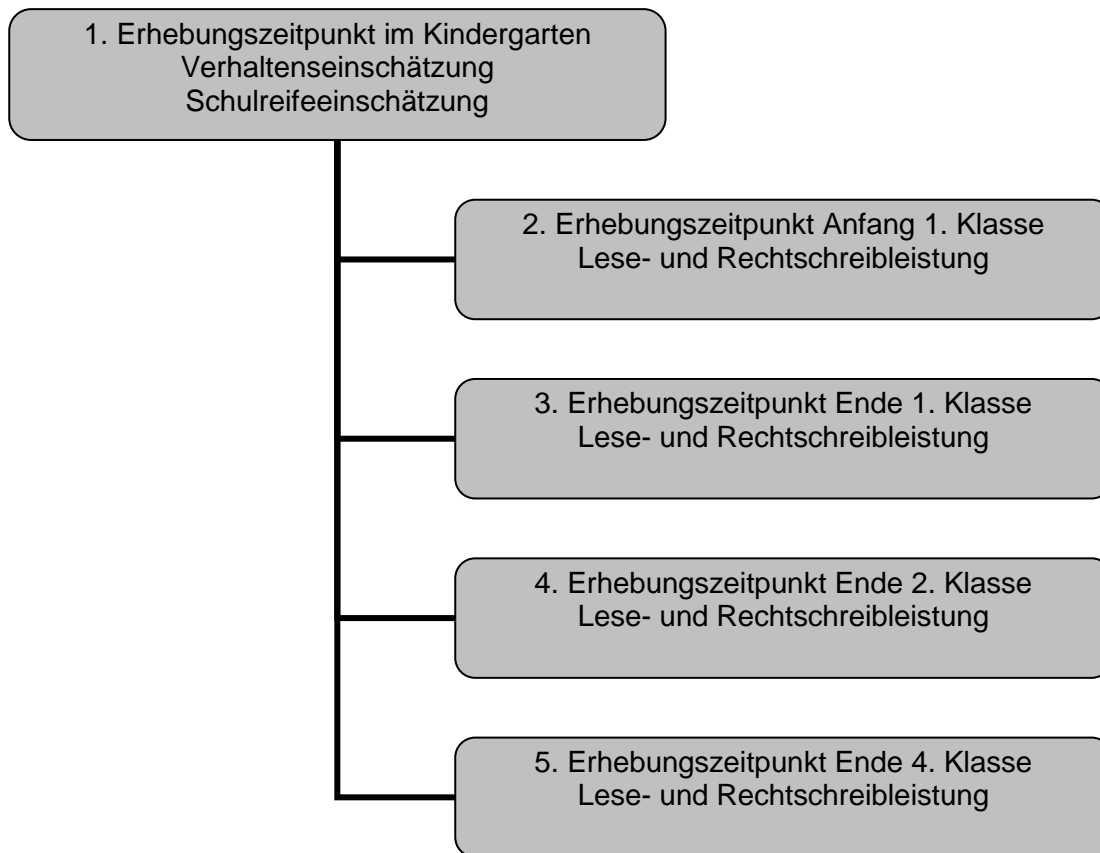 1. Erhebungszeitpunkt im Kindergarten
Verhaltenseinschätzung
Schulreifeeinschätzung
2. Erhebungszeitpunkt Anfang 1. Klasse
Lese- und Rechtschreibleistung
3. Erhebungszeitpunkt Ende 1. Klasse
Lese- und Rechtschreibleistung
4. Erhebungszeitpunkt Ende 2. Klasse
Lese- und Rechtschreibleistung
5. Erhebungszeitpunkt Ende 4. Klasse
Lese- und Rechtschreibleistung